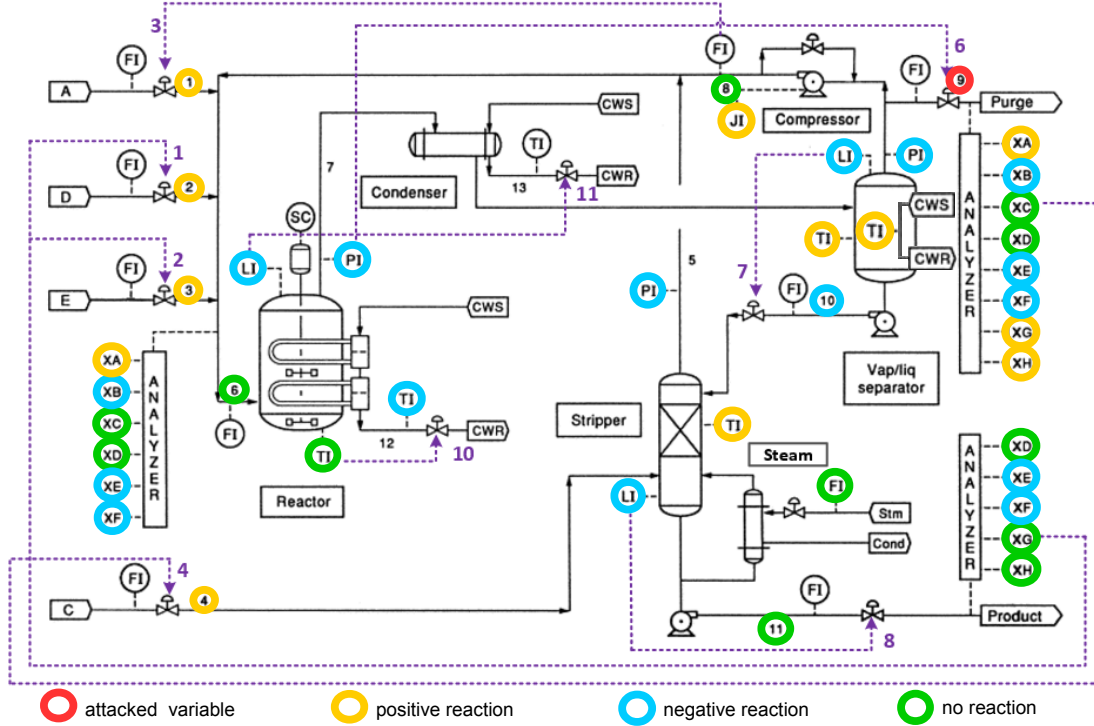 3
6
FI
FI
FI
1
8
9
A
JI
Compressor
Purge
CWS
XA
1
7
TI
LI
PI
XB
FI
2
Condenser
13
CWR
11
XC
D
SC
TI
TI
CWS
XD
2
LI
PI
5
CWR
XE
FI
3
7
PI
FI
10
XF
E
CWS
XG
XH
ANALYZER
XA
XB
XC
XD
XE
XF
ANALYZER
6
FI
TI
12
CWR
10
TI
Reactor
Vap/liq
separator
Stripper
TI
Steam
FI
LI
Stm
Cond
XD
XE
XF
XG
XH
ANALYZER
4
FI
4
C
FI
11
8
Product
attacked variable
positive reaction
negative reaction
no reaction